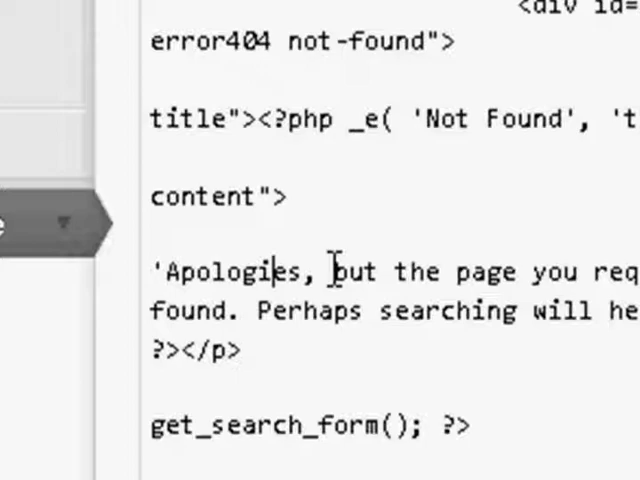 <div id=
error404 not-found">
title"><?php _e( 'Not Found', 't
content">
e
'Apologies, but the page you req
found. Perhaps searching will he
?></p>
get_search_form(); ?>